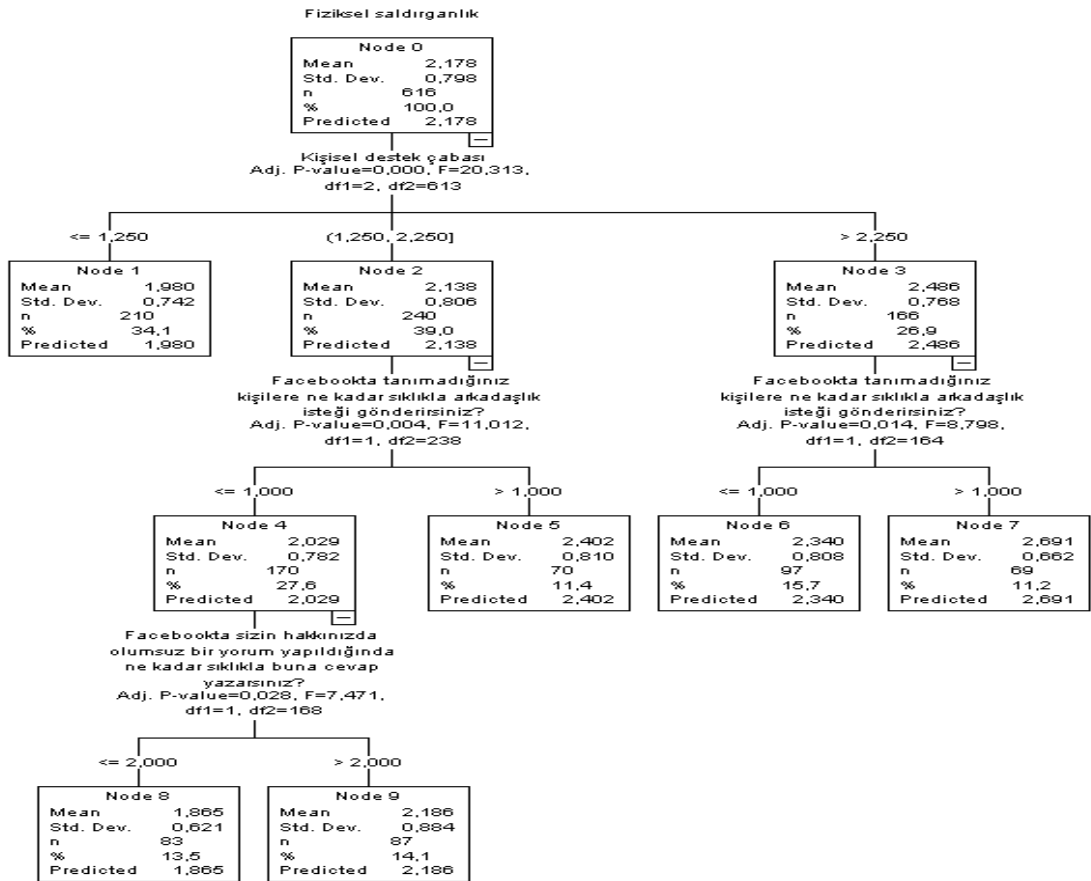 Fiziksel saldırganlık
Node 0
Mean 2,178
Std. Dev. 0,798
n 616
% 100,0
Predicted 2,178
Kişisel destek çabası
Adj. P-value=0,000, F=20,313,
df1=2, df2=613
<= 1,250
(1,250, 2,250]
> 2,250
Node 1
Mean 1,980
Std. Dev. 0,742
n 210
% 34,1
Predicted 1,980
Node 2
Mean 2,138
Std. Dev. 0,806
n 240
% 39,0
Predicted 2,138
Node 3
Mean 2,486
Std. Dev. 0,768
n 166
% 26,9
Predicted 2,486
Facebookta tanımadığınız
kişilere ne kadar sıklıkla arkadaşlık
isteği gönderirsiniz?
Adj. P-value=0,004, F=11,012,
df1=1, df2=238
Facebookta tanımadığınız
kişilere ne kadar sıklıkla arkadaşlık
isteği gönderirsiniz?
Adj. P-value=0,014, F=8,798,
df1=1, df2=164
<= 1,000
> 1,000
<= 1,000
> 1,000
Node 4
Mean 2,029
Std. Dev. 0,782
n 170
% 27,6
Predicted 2,029
Node 5
Mean 2,402
Std. Dev. 0,810
n 70
% 11,4
Predicted 2,402
Node 6
Mean 2,340
Std. Dev. 0,808
n 97
% 15,7
Predicted 2,340
Node 7
Mean 2,691
Std. Dev. 0,662
n 69
% 11,2
Predicted 2,691
Facebookta sizin hakkınızda
olumsuz bir yorum yapıldığında
ne kadar sıklıkla buna cevap
yazarsınız?
Adj. P-value=0,028, F=7,471,
df1=1, df2=168
<= 2,000
> 2,000
Node 8
Mean 1,865
Std. Dev. 0,621
n 83
% 13,5
Predicted 1,865
Node 9
Mean 2,186
Std. Dev. 0,884
n 87
% 14,1
Predicted 2,186